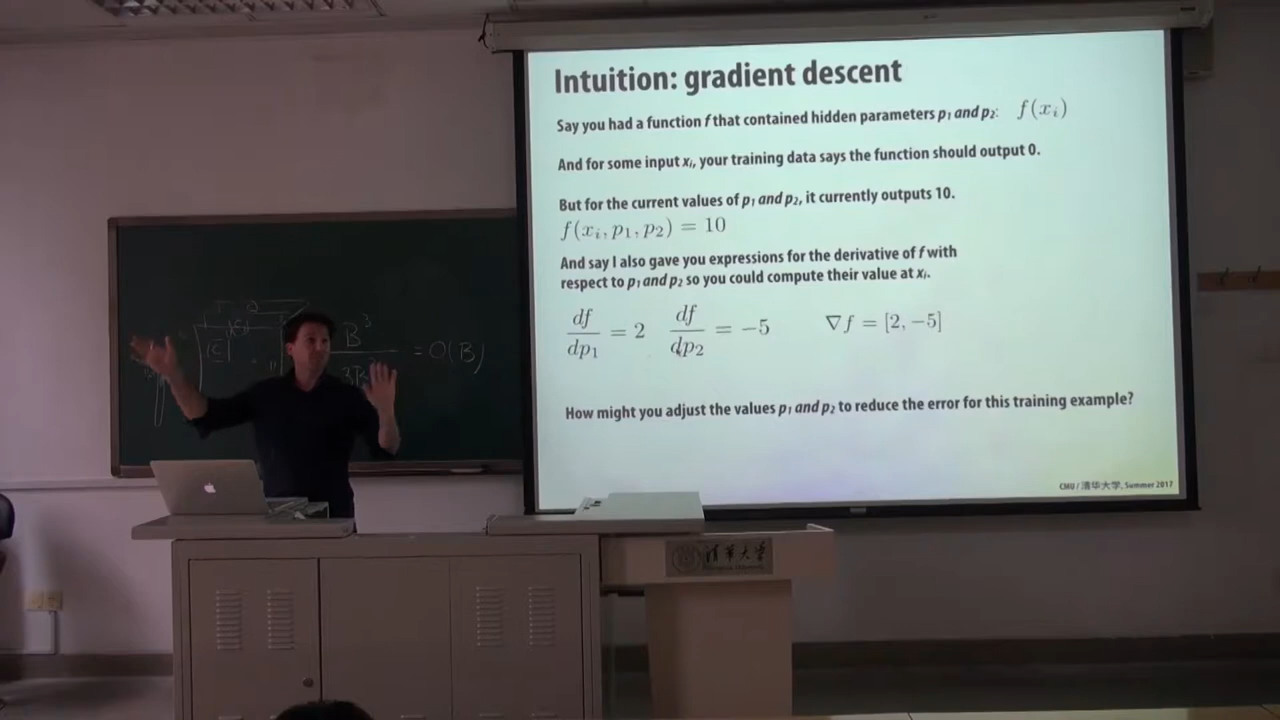 Intuition: gradient descent
Say you had a function f that contained hidden parameters p₁ and p₂: f(xᵢ)
And for some input xᵢ, your training data says the function should output 0.
But for the current values of p₁ and p₂, it currently outputs 10.
f(xᵢ, p₁, p₂) = 10
And say I also gave you expressions for the derivative of f with
respect to p₁ and p₂ so you could compute their value at xᵢ.
df/dp₁ = 2 df/dp₂ = −5 ∇f = [2, −5]
How might you adjust the values p₁ and p₂ to reduce the error for this training example?
CMU / 清华大学, Summer 2017
B³
= O(B)
清华大学